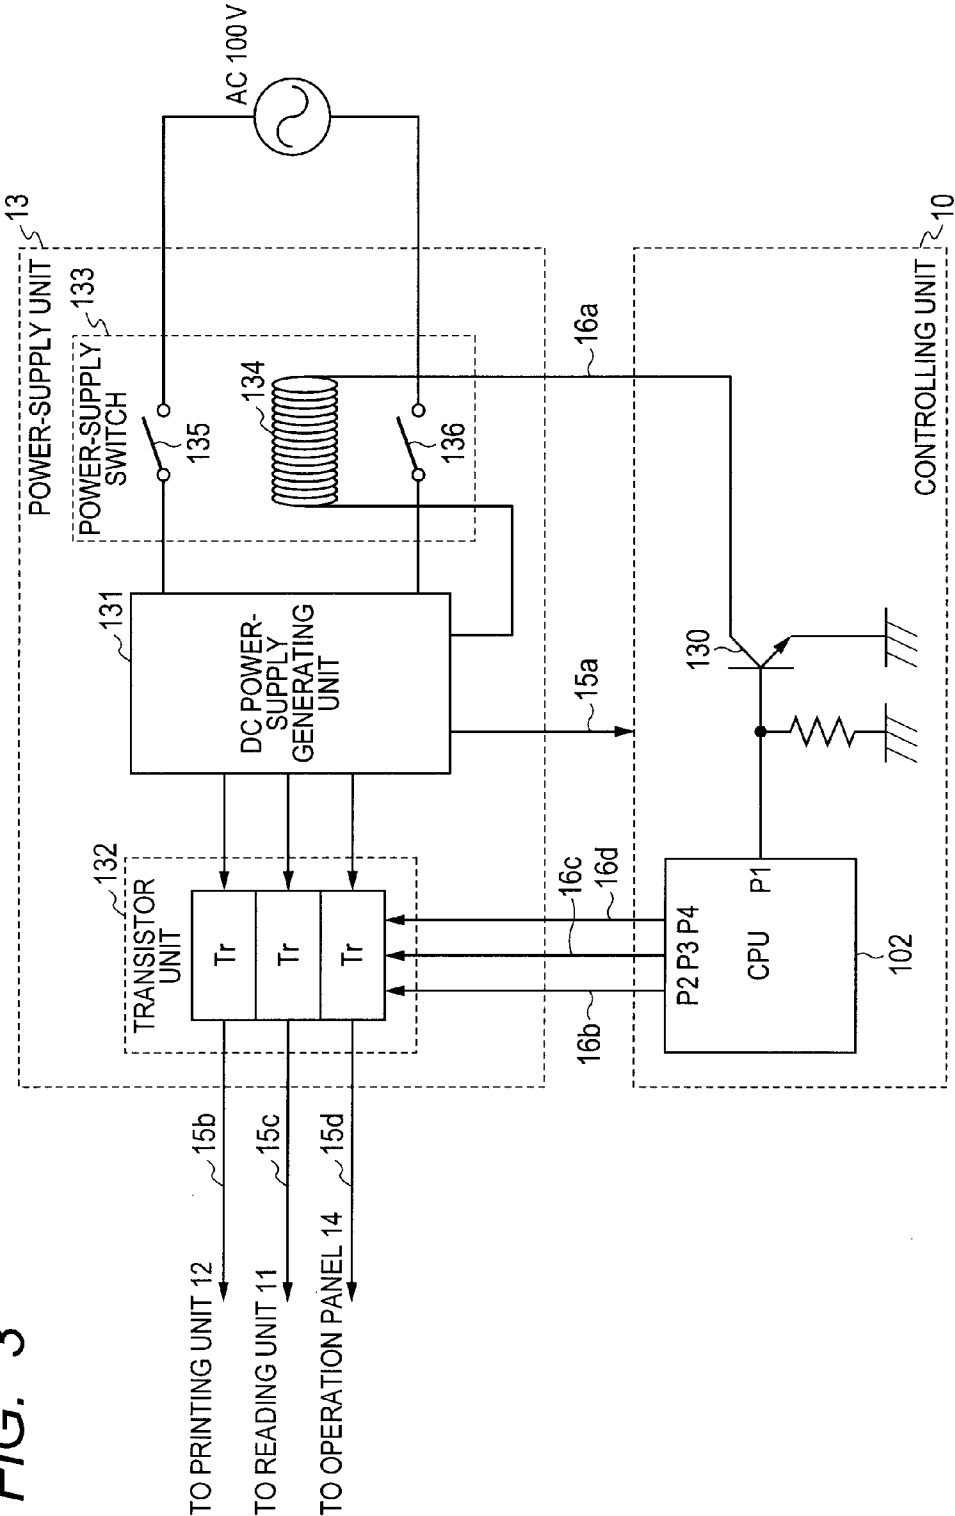 FIG. 3
AC 100V
POWER-SUPPLY UNIT
13
POWER-SUPPLY
SWITCH
133
135
134
136
131
DC POWER-
SUPPLY
GENERATING
UNIT
TRANSISTOR
UNIT
132
Tr
Tr
Tr
15b
15c
15d
TO PRINTING UNIT 12
TO READING UNIT 11
TO OPERATION PANEL 14
15a
16a
16b
16c
16d
CONTROLLING UNIT
10
130
P1
P2 P3 P4
CPU
102